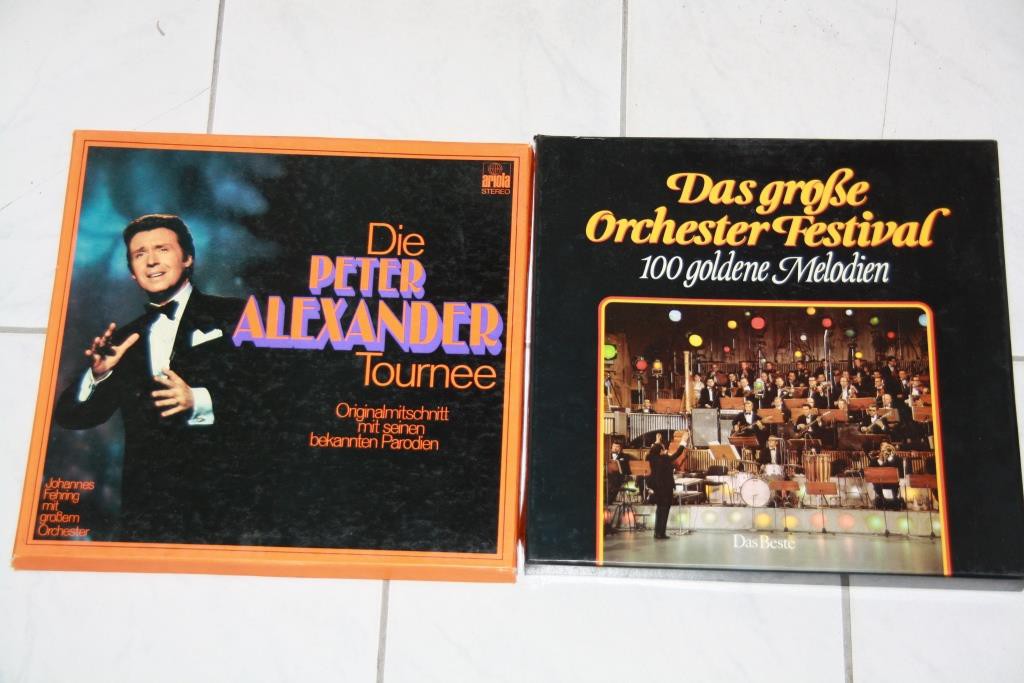 ariola
STEREO
Die
PETER
ALEXANDER
Tournee
Originalmitschnitt
mit seinen
bekannten Parodien
Johannes
Fehring
mit
großem
Orchester
Das große
Orchester Festival
100 goldene Melodien
Das Beste